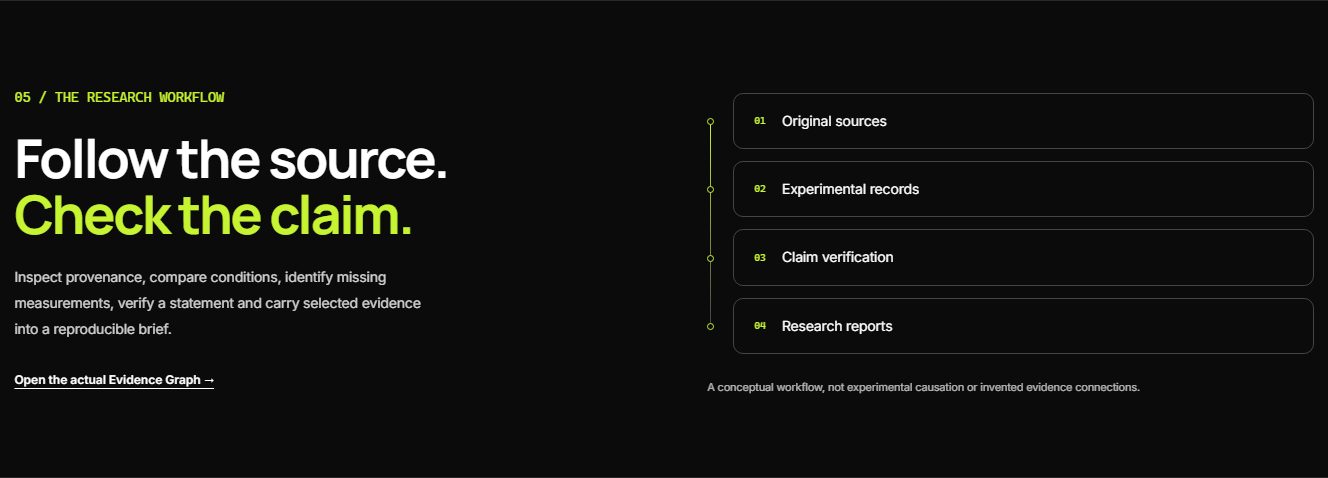 05 / THE RESEARCH WORKFLOW
Follow the source.
Check the claim.
Inspect provenance, compare conditions, identify missing
measurements, verify a statement and carry selected evidence
into a reproducible brief.
Open the actual Evidence Graph →
01 Original sources
02 Experimental records
03 Claim verification
04 Research reports
A conceptual workflow, not experimental causation or invented evidence connections.